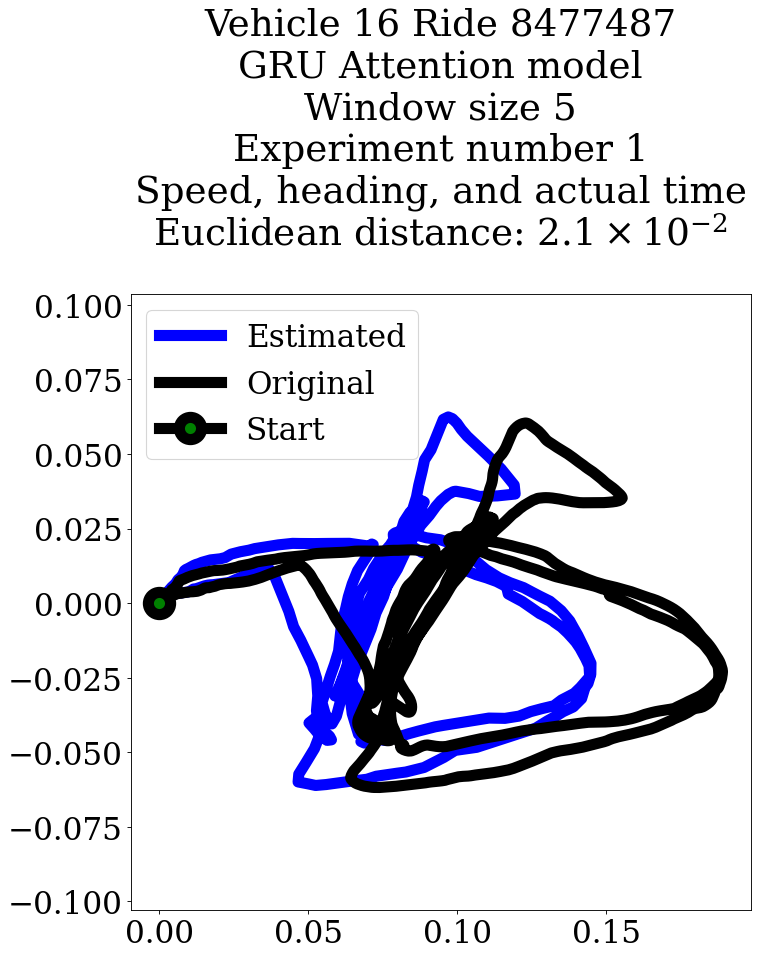 Vehicle 16 Ride 8477487
GRU Attention model
Window size 5
Experiment number 1
Speed, heading, and actual time
Euclidean distance: 2.1 × 10⁻²
0.100
0.075
0.050
0.025
0.000
−0.025
−0.050
−0.075
−0.100
Estimated
Original
Start
0.00 0.05 0.10 0.15